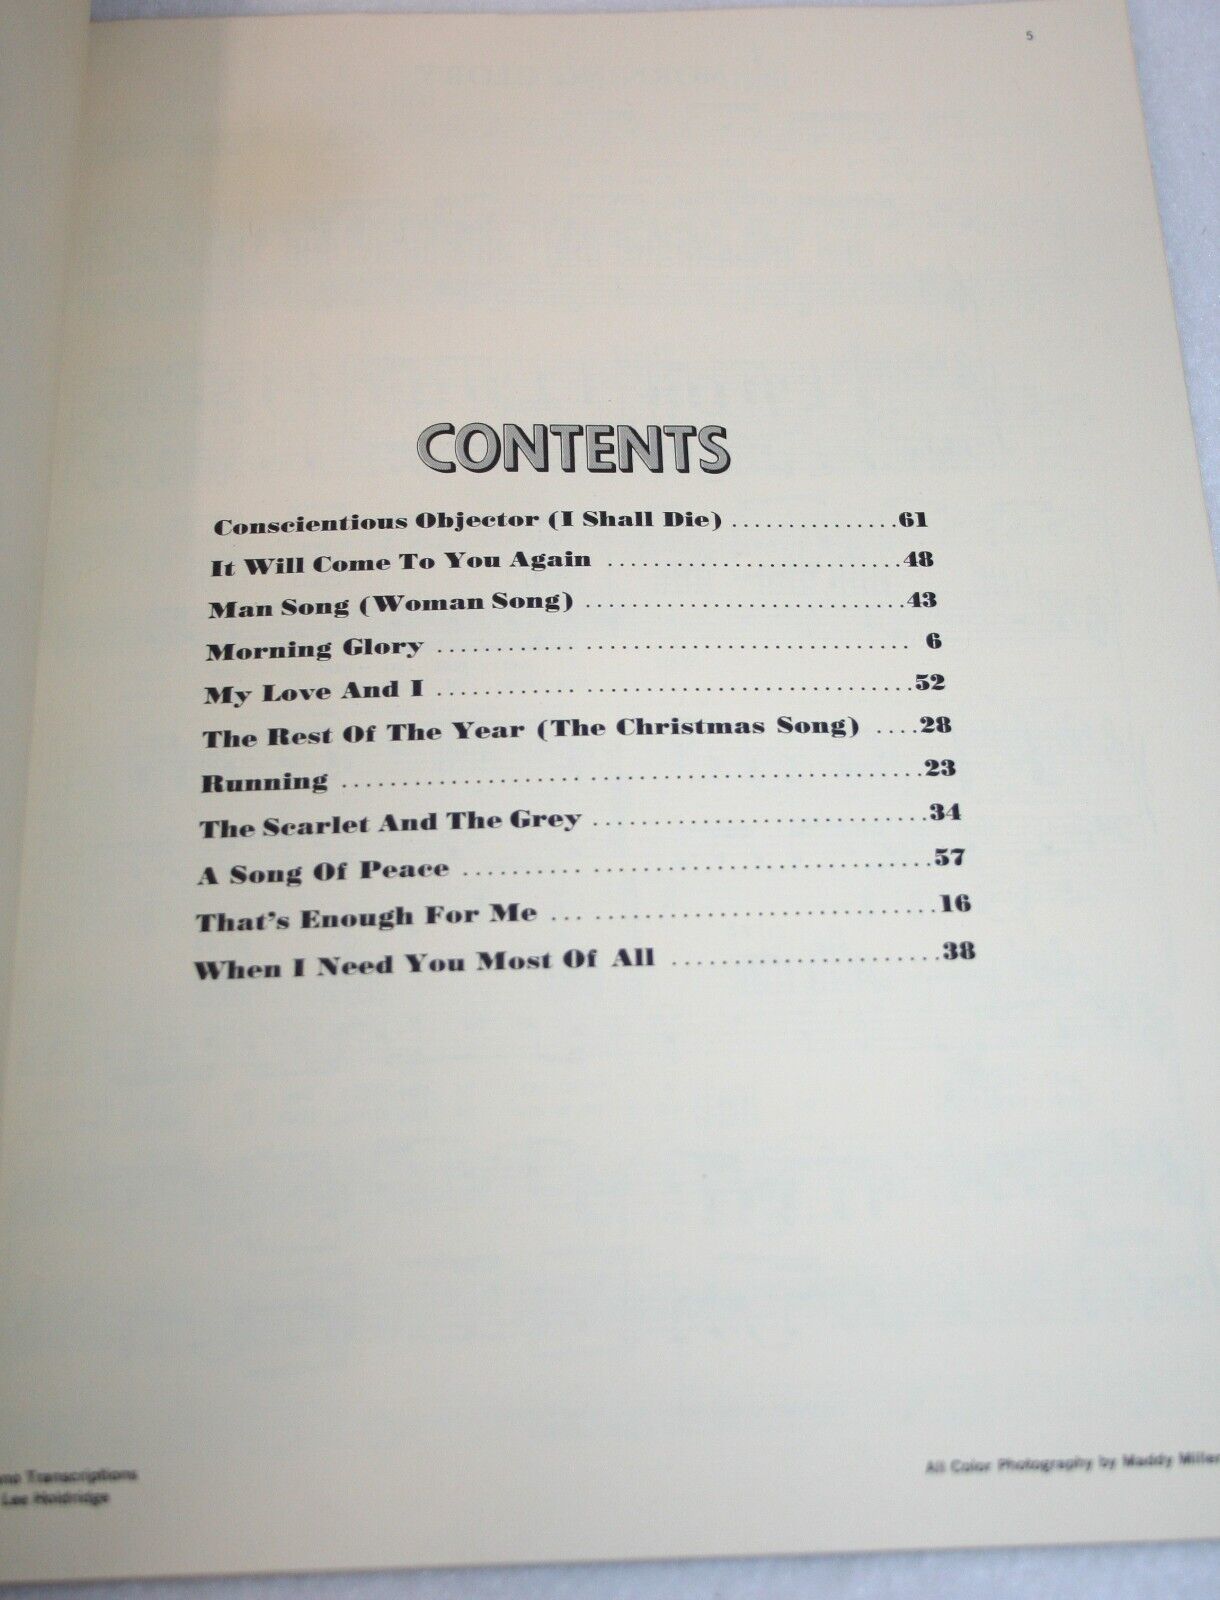 5
CONTENTS
Conscientious Objector (I Shall Die) ...............61
It Will Come To You Again ..........................48
Man Song (Woman Song) ............................43
Morning Glory ........................................ 6
My Love And I .........................................52
The Rest Of The Year (The Christmas Song) ....28
Running .................................................23
The Scarlet And The Grey .............................34
A Song Of Peace ........................................57
That's Enough For Me .................................16
When I Need You Most Of All .......................38
Transcriptions
Lee Holdridge
All Color Photography by Maddy Miller